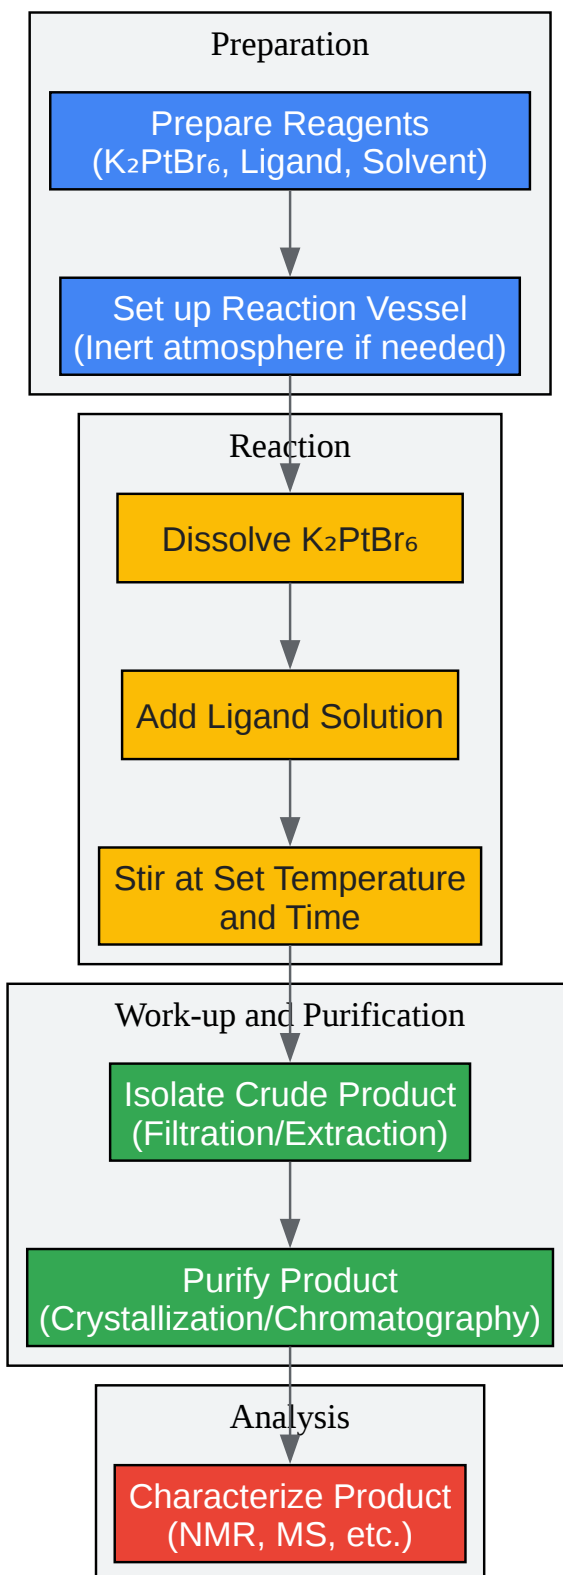 Preparation
Prepare Reagents
(K₂PtBr₆, Ligand, Solvent)
Set up Reaction Vessel
(Inert atmosphere if needed)
Reaction
Dissolve K₂PtBr₆
Add Ligand Solution
Stir at Set Temperature
and Time
Work-up and Purification
Isolate Crude Product
(Filtration/Extraction)
Purify Product
(Crystallization/Chromatography)
Analysis
Characterize Product
(NMR, MS, etc.)